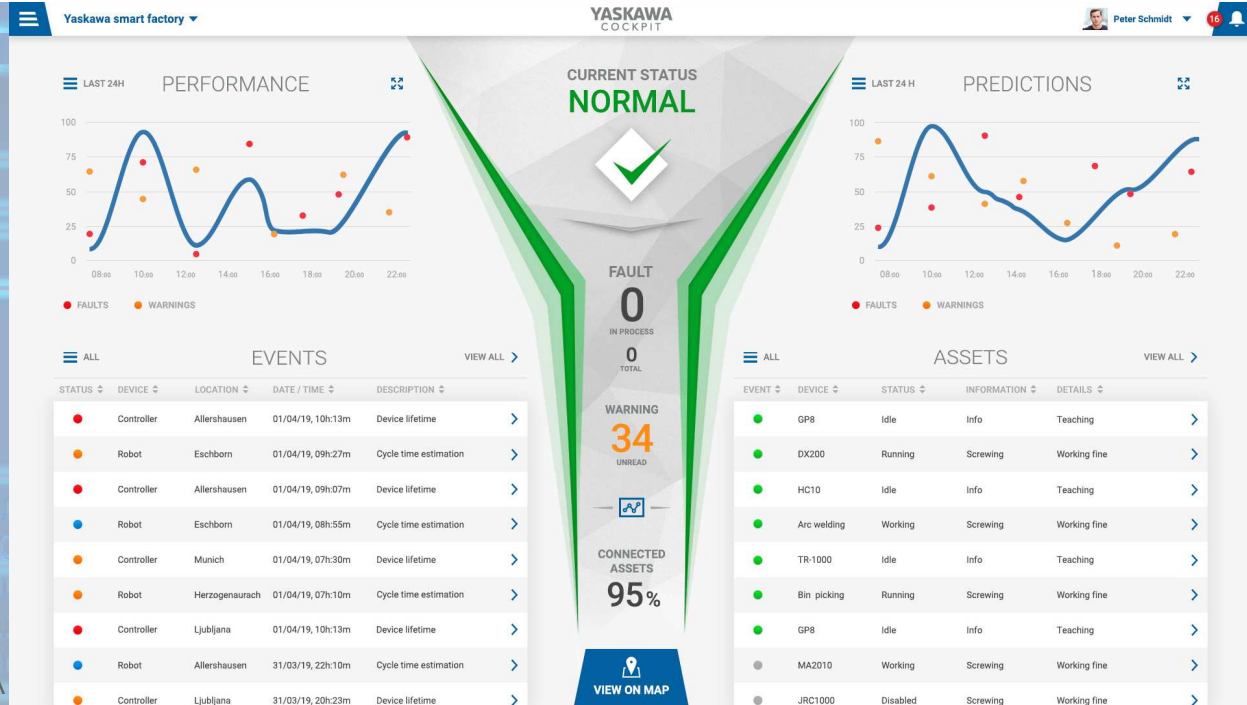 Yaskawa smart factory
YASKAWA
COCKPIT
Peter Schmidt
16
LAST 24H
PERFORMANCE
100
75
50
25
0
08:00 10:00 12:00 14:00 16:00 18:00 20:00 22:00
FAULTS WARNINGS
CURRENT STATUS
NORMAL
FAULT
0
IN PROCESS
0
TOTAL
WARNING
34
UNREAD
CONNECTED
ASSETS
95%
VIEW ON MAP
LAST 24 H
PREDICTIONS
100
75
50
25
0
08:00 10:00 12:00 14:00 16:00 18:00 20:00 22:00
FAULTS WARNINGS
ALL
EVENTS
VIEW ALL
STATUS DEVICE LOCATION DATE / TIME DESCRIPTION
Controller Allershausen 01/04/19, 10h:13m Device lifetime
Robot Eschborn 01/04/19, 09h:27m Cycle time estimation
Controller Allershausen 01/04/19, 09h:07m Device lifetime
Robot Eschborn 01/04/19, 08h:55m Cycle time estimation
Controller Munich 01/04/19, 07h:30m Device lifetime
Robot Herzogenaurach 01/04/19, 07h:10m Cycle time estimation
Controller Ljubljana 01/04/19, 10h:13m Device lifetime
Robot Allershausen 31/03/19, 22h:10m Cycle time estimation
Controller Ljubljana 31/03/19, 20h:23m Device lifetime
ALL
ASSETS
VIEW ALL
EVENT DEVICE STATUS INFORMATION DETAILS
GP8 Idle Info Teaching
DX200 Running Screwing Working fine
HC10 Idle Info Teaching
Arc welding Working Screwing Working fine
TR-1000 Idle Info Teaching
Bin picking Running Screwing Working fine
GP8 Idle Info Teaching
MA2010 Working Screwing Working fine
JRC1000 Disabled Screwing Working fine